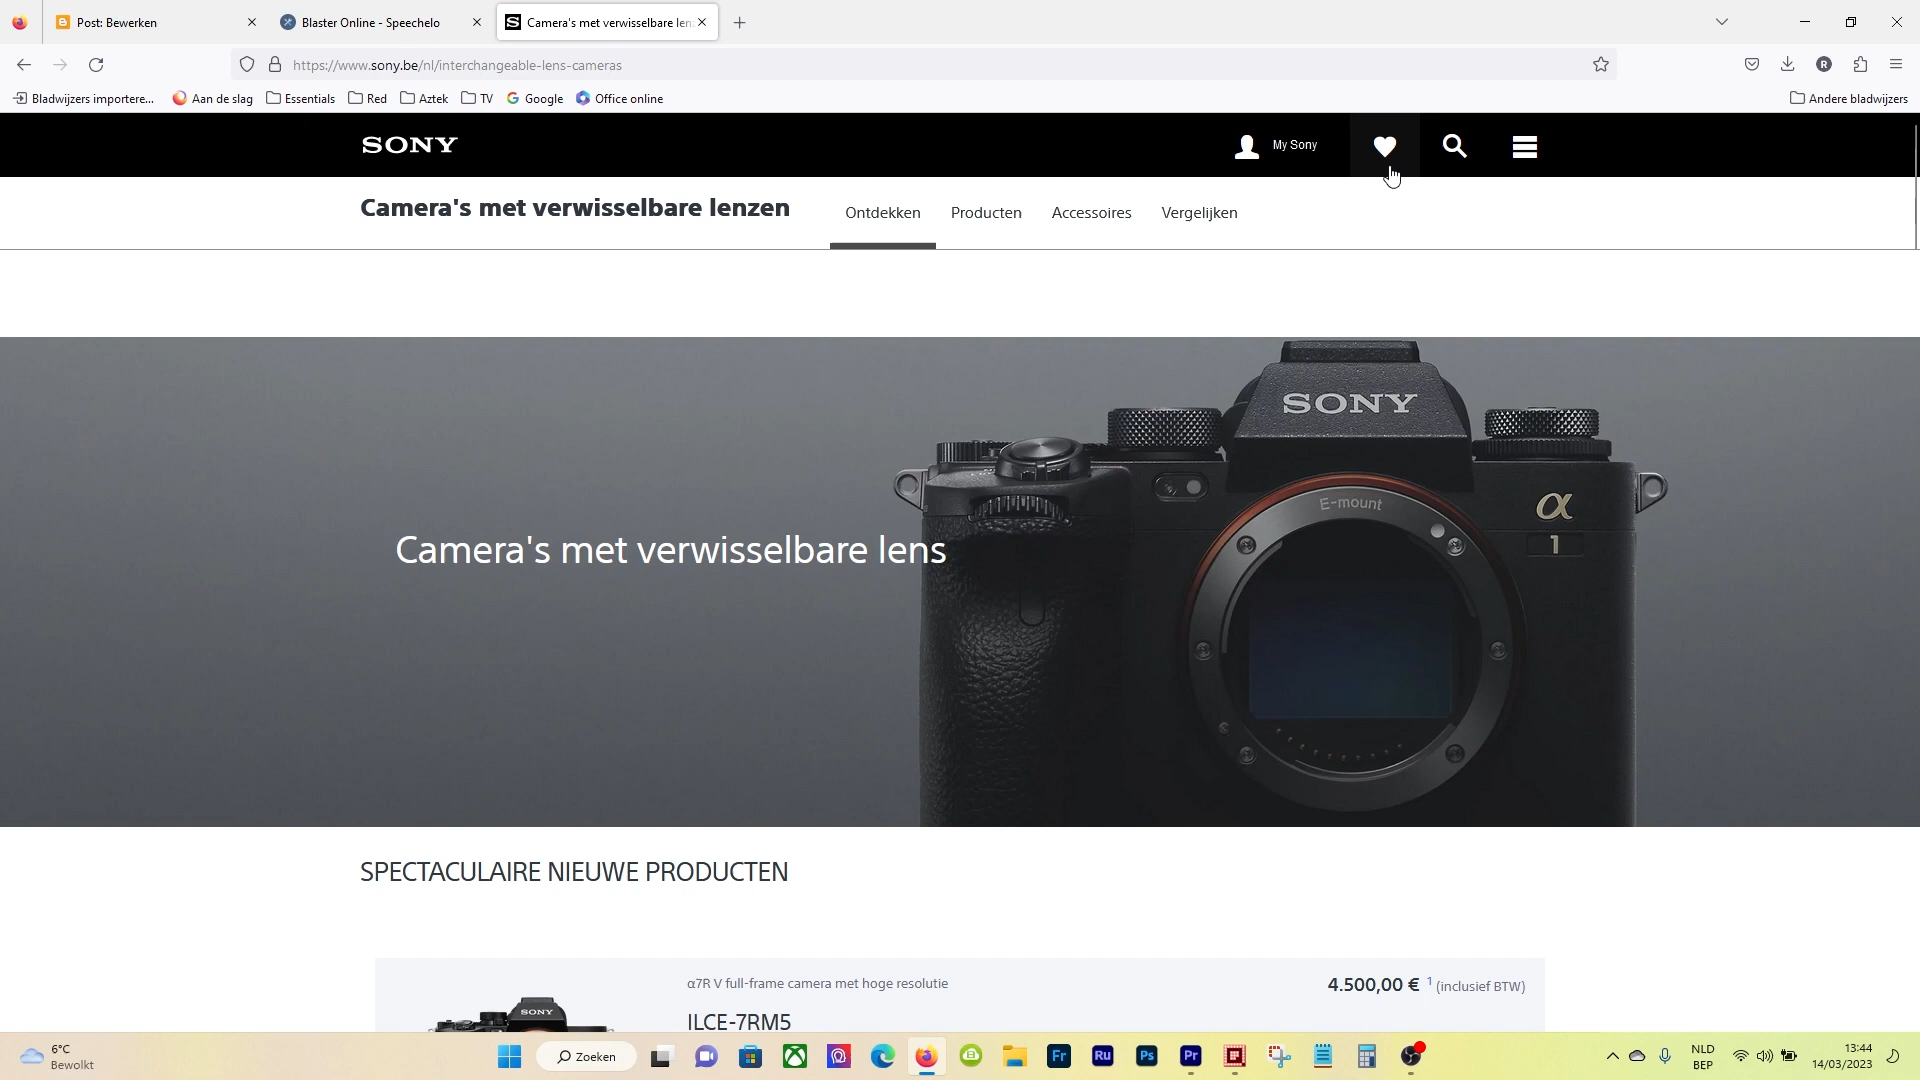 Post: Bewerken
Blaster Online - Speechelo
Camera's met verwisselbare len
https://www.sony.be/nl/interchangeable-lens-cameras
Bladwijzers importere...
Aan de slag
Essentials
Red
Aztek
TV
Google
Office online
Andere bladwijzers
SONY
My Sony
Camera's met verwisselbare lenzen
Ontdekken
Producten
Accessoires
Vergelijken
SONY
E-mount
α
1
Camera's met verwisselbare lens
SPECTACULAIRE NIEUWE PRODUCTEN
α7R V full-frame camera met hoge resolutie
4.500,00 € 1 (inclusief BTW)
SONY
ILCE-7RM5
6°C
Bewolkt
Zoeken
Fr
Ru
Ps
Pr
NLD
BEP
13:44
14/03/2023